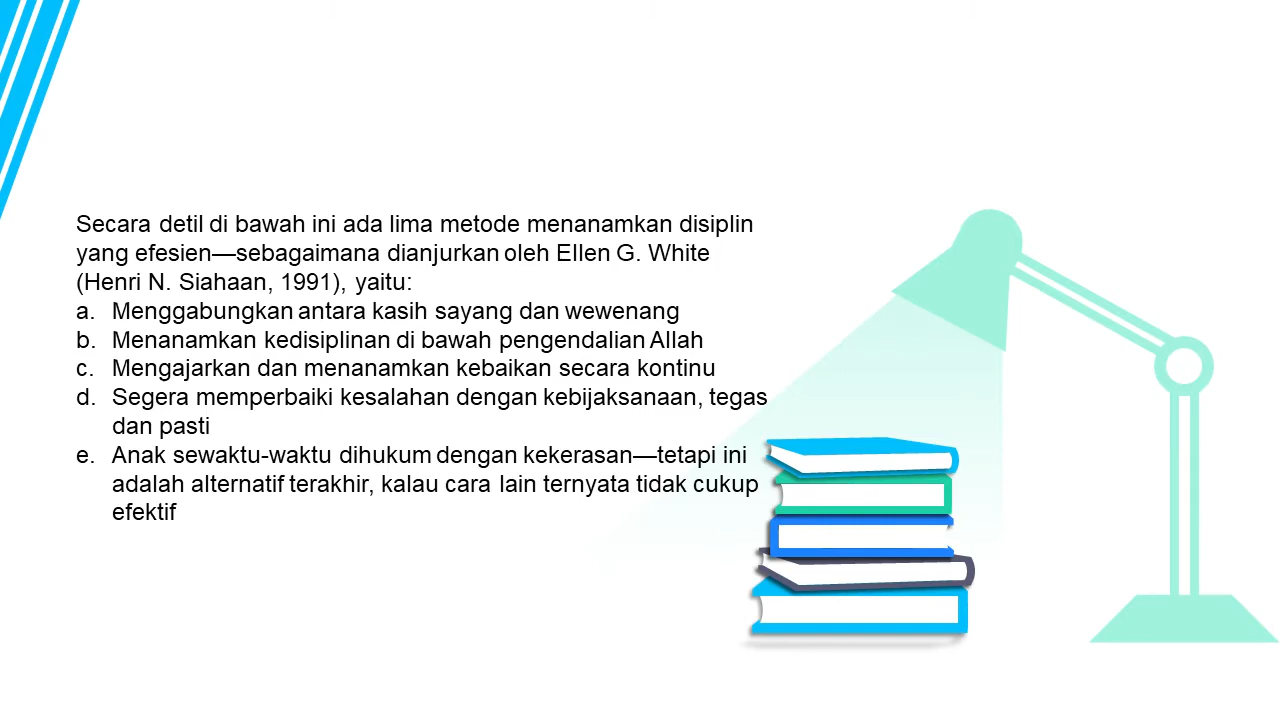 Secara detil di bawah ini ada lima metode menanamkan disiplin
yang efesien—sebagaimana dianjurkan oleh Ellen G. White
(Henri N. Siahaan, 1991), yaitu:
a. Menggabungkan antara kasih sayang dan wewenang
b. Menanamkan kedisiplinan di bawah pengendalian Allah
c. Mengajarkan dan menanamkan kebaikan secara kontinu
d. Segera memperbaiki kesalahan dengan kebijaksanaan, tegas
dan pasti
e. Anak sewaktu-waktu dihukum dengan kekerasan—tetapi ini
adalah alternatif terakhir, kalau cara lain ternyata tidak cukup
efektif